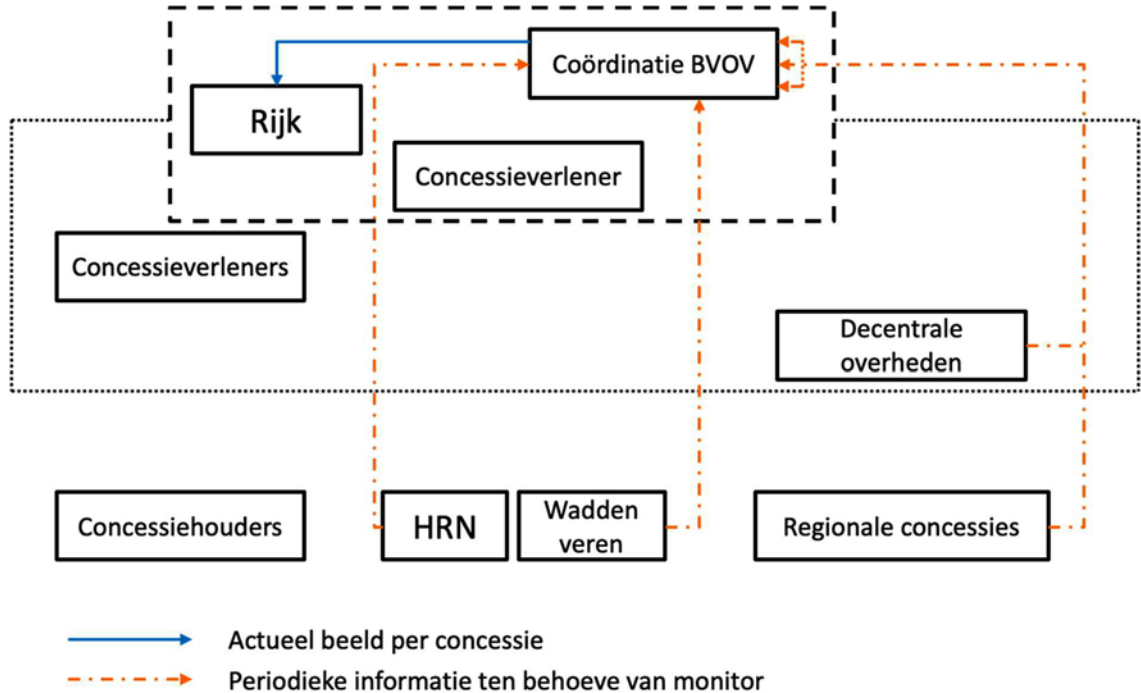 Coördinatie BVOV
Rijk
Concessieverlener
Concessieverleners
Decentrale
overheden
Concessiehouders
HRN
Wadden
veren
Regionale concessies
Actueel beeld per concessie
Periodieke informatie ten behoeve van monitor